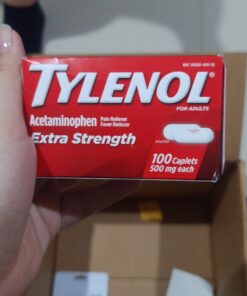 TYLENOL®
FOR ADULTS
Acetaminophen
Pain Reliever
Fever Reducer
Extra Strength
100 Caplets
500 mg each